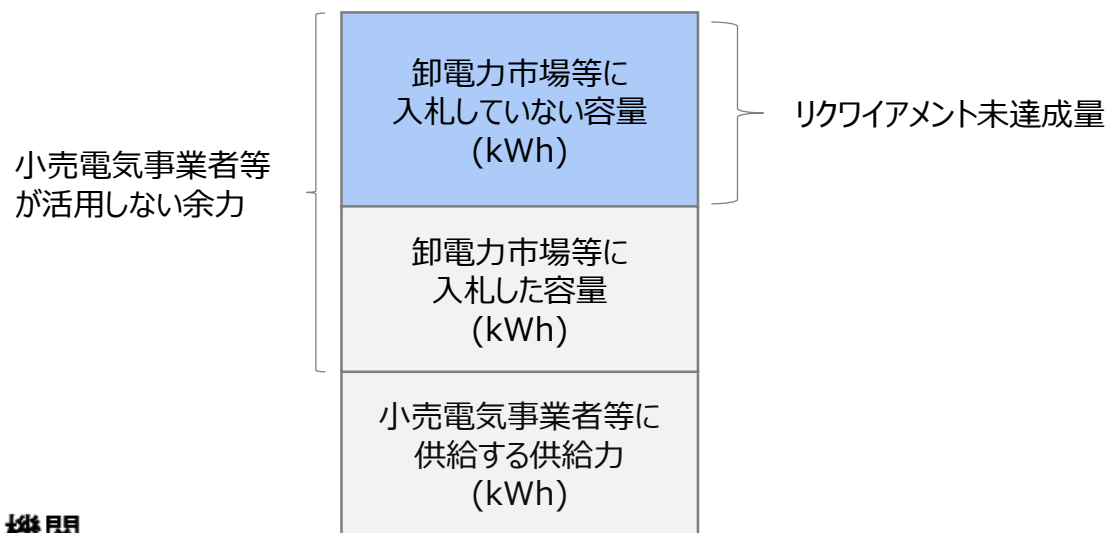 卸電力市場等に
入札していない容量
(kWh)
リクワイアメント未達成量
小売電気事業者等
が活用しない余力
卸電力市場等に
入札した容量
(kWh)
小売電気事業者等に
供給する供給力
(kWh)
機関